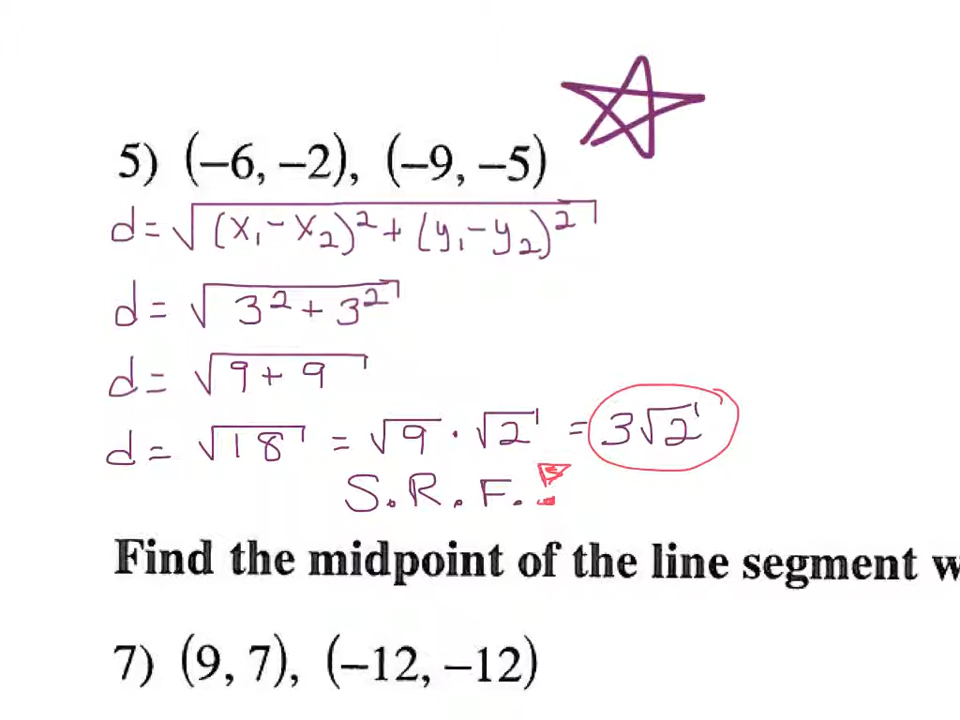 5) (−6, −2), (−9, −5)
d = √(x₁ − x₂)² + (y₁ − y₂)²
d = √3² + 3²
d = √9 + 9
d = √18 = √9 · √2 = 3√2
S.R.F.!
Find the midpoint of the line segment w
7) (9, 7), (−12, −12)